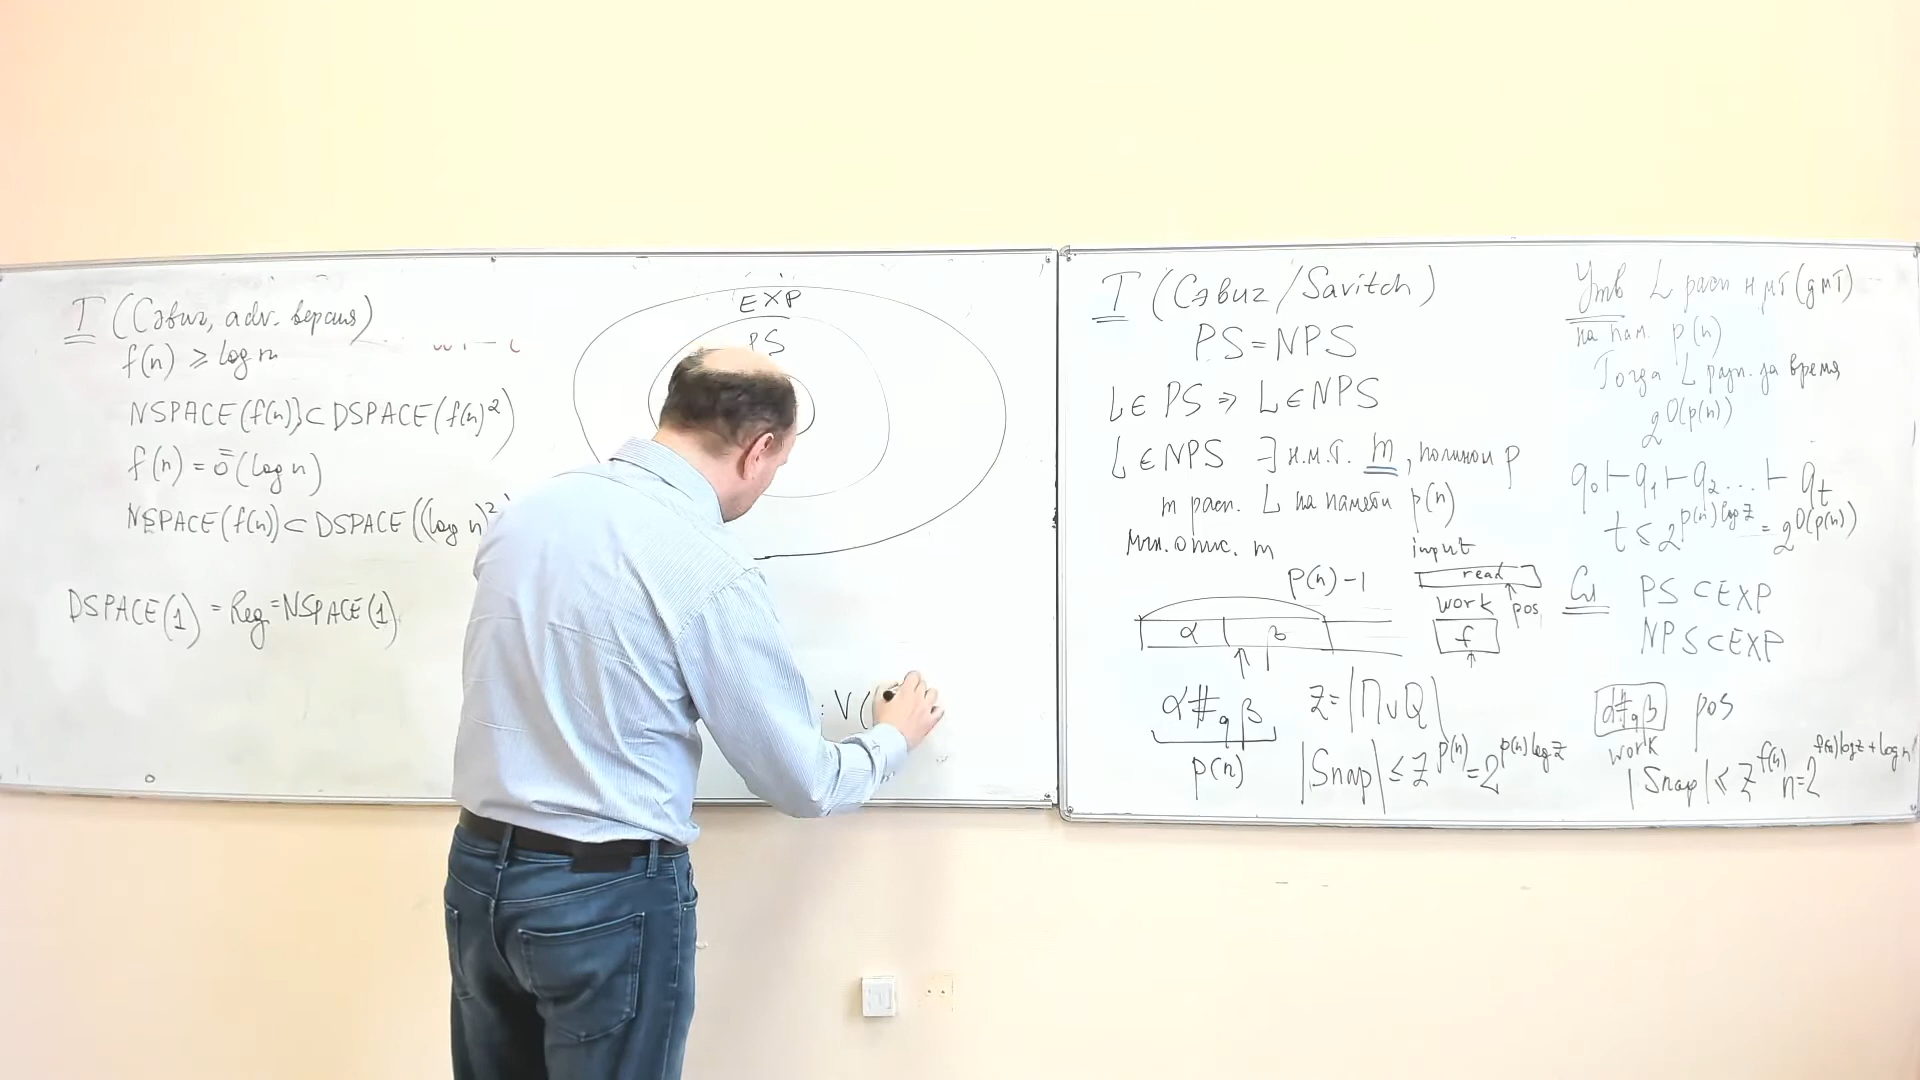 T (Сэвич, adv. версия)
f(n) ⩾ log n
NSPACE(f(n)) ⊂ DSPACE(f(n)²)
f(n) = ō(log n)
NSPACE(f(n)) ⊂ DSPACE((log n)²
DSPACE(1) = Reg = NSPACE(1)
EXP
PS
: V(
T (Сэвич/Savitch)
PS = NPS
L ∈ PS ⇒ L ∈ NPS
L ∈ NPS ∃ н.м.т. m, полином p
m расп. L на памяти p(n)
мгн. опис. m
p(n)-1
α β
α#qβ
p(n)
z = |Π∪Q|
|Snap| ≤ z^p(n) = 2^p(n) log z
input
read
work pos
f
Утв L расп нмт (дмт)
на пам. p(n)
Тогда L расп. за время
2^O(p(n))
q₀ ⊢ q₁ ⊢ q₂ ... ⊢ qt
t ≤ 2^p(n) log z = 2^O(p(n))
Сл PS ⊂ EXP
NPS ⊂ EXP
α#qβ pos
work
|Snap| ≤ z^f(n) n = 2^f(n) log z + log n